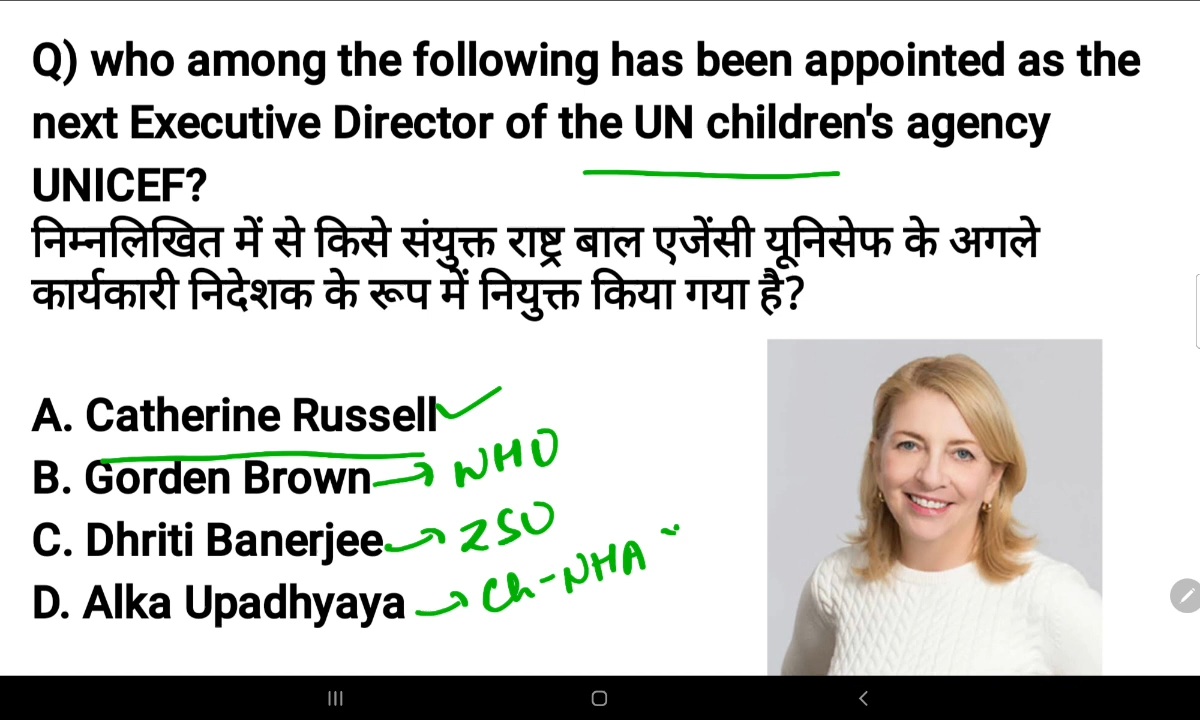 Q) who among the following has been appointed as the
next Executive Director of the UN children's agency
UNICEF?
निम्नलिखित में से किसे संयुक्त राष्ट्र बाल एजेंसी यूनिसेफ के अगले
कार्यकारी निदेशक के रूप में नियुक्त किया गया है?
A. Catherine Russell
B. Gorden Brown → WHO
C. Dhriti Banerjee → ZSO
D. Alka Upadhyaya → Ch-NHA